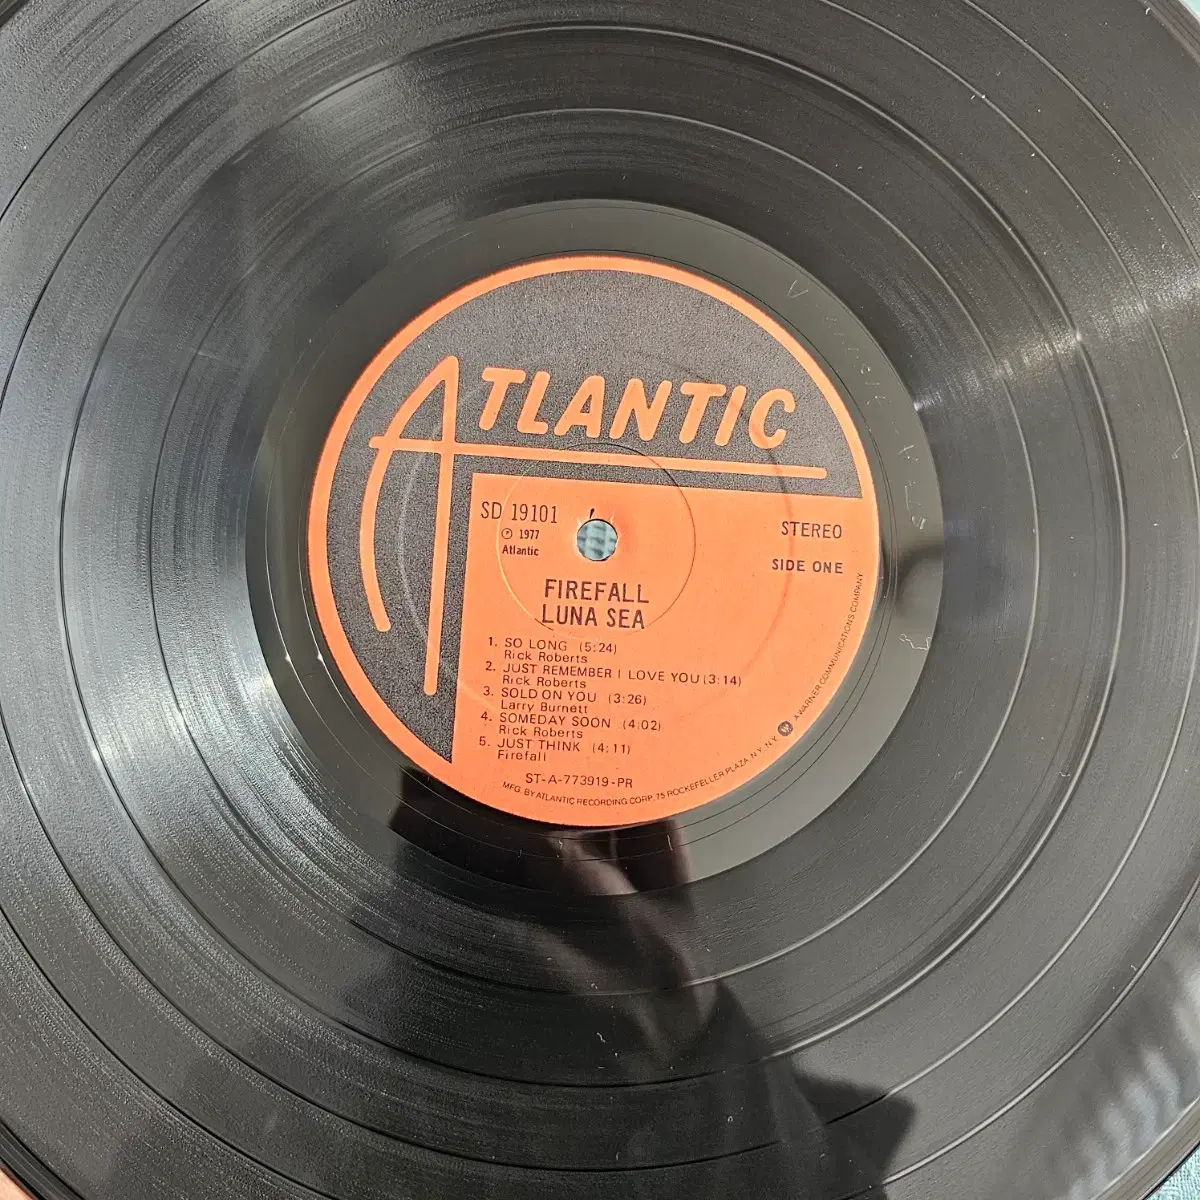 ATLANTIC
SD 19101
STEREO
℗ 1977
Atlantic
SIDE ONE
FIREFALL
LUNA SEA
1. SO LONG (5:24)
Rick Roberts
2. JUST REMEMBER I LOVE YOU (3:14)
Rick Roberts
3. SOLD ON YOU (3:26)
Larry Burnett
4. SOMEDAY SOON (4:02)
Rick Roberts
5. JUST THINK (4:11)
Firefall
ST-A-773919-PR
MFG. BY ATLANTIC RECORDING CORP. 75 ROCKEFELLER PLAZA, N.Y. N.Y. A WARNER COMMUNICATIONS COMPANY